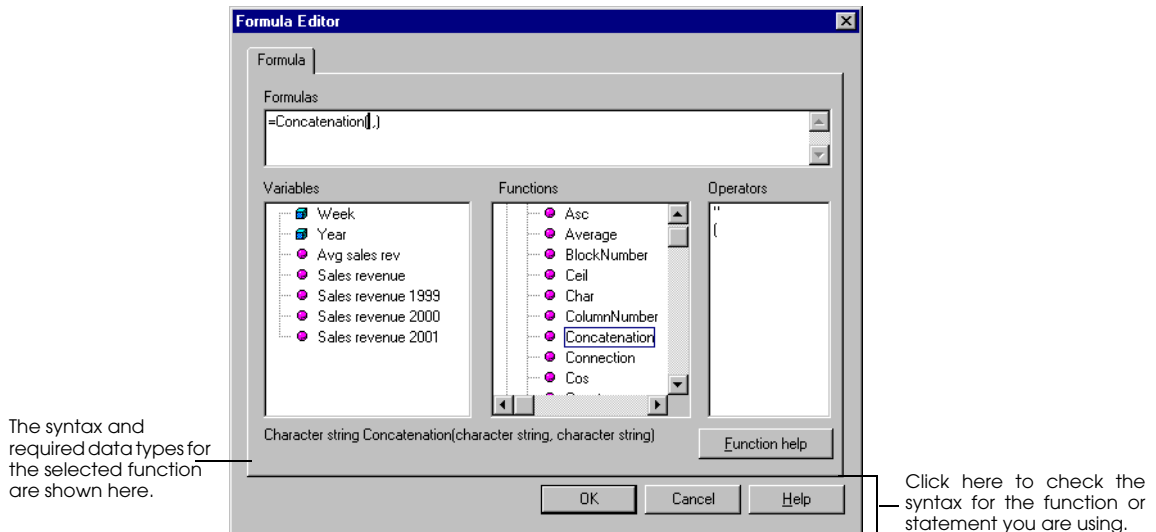 Formula Editor
Formula
Formulas
=Concatenation(,)
Variables
Week
Year
Avg sales rev
Sales revenue
Sales revenue 1999
Sales revenue 2000
Sales revenue 2001
Functions
Asc
Average
BlockNumber
Ceil
Char
ColumnNumber
Concatenation
Connection
Cos
Operators
"
(
Character string Concatenation(character string, character string)
Function help
OK
Cancel
Help
The syntax and
required data types for
the selected function
are shown here.
Click here to check the
syntax for the function or
statement you are using.